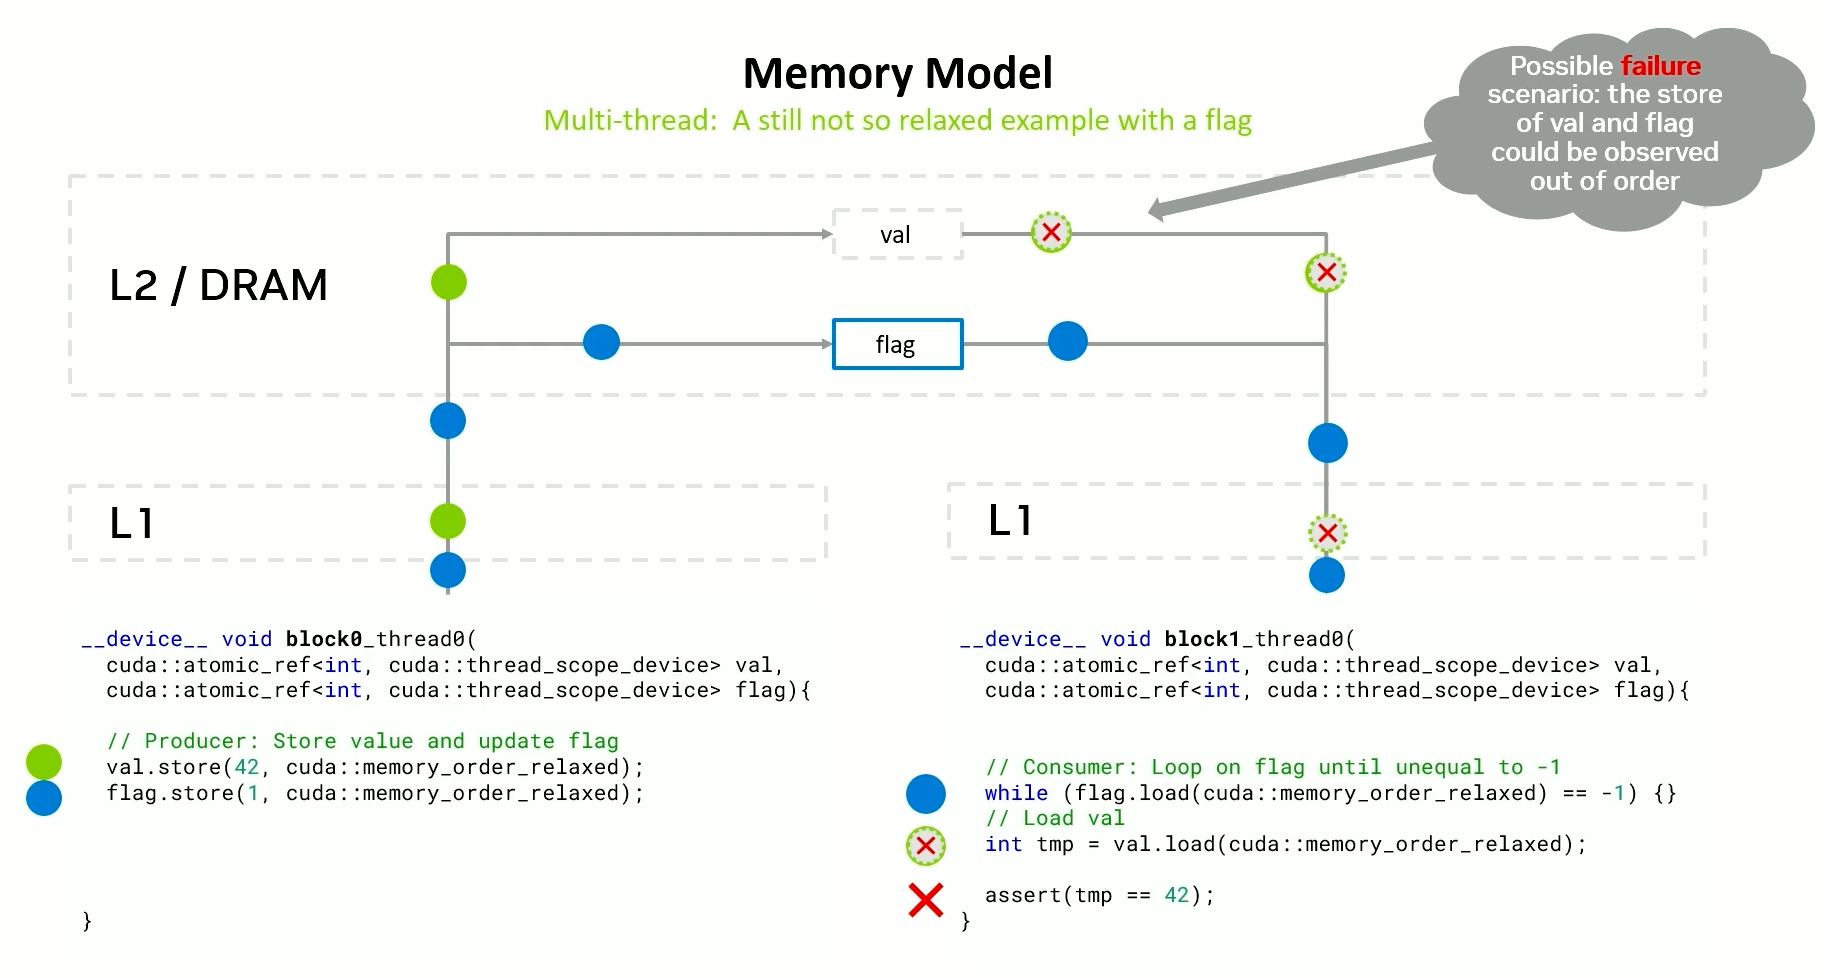 Memory Model
Multi-thread:  A still not so relaxed example with a flag
Possible failure
scenario: the store
of val and flag
could be observed
out of order
L2 / DRAM
val
flag
L1
L1
__device__ void block0_thread0(
cuda::atomic_ref<int, cuda::thread_scope_device> val,
cuda::atomic_ref<int, cuda::thread_scope_device> flag){
// Producer: Store value and update flag
val.store(42, cuda::memory_order_relaxed);
flag.store(1, cuda::memory_order_relaxed);
}
__device__ void block1_thread0(
cuda::atomic_ref<int, cuda::thread_scope_device> val,
cuda::atomic_ref<int, cuda::thread_scope_device> flag){
// Consumer: Loop on flag until unequal to -1
while (flag.load(cuda::memory_order_relaxed) == -1) {}
// Load val
int tmp = val.load(cuda::memory_order_relaxed);
assert(tmp == 42);
}